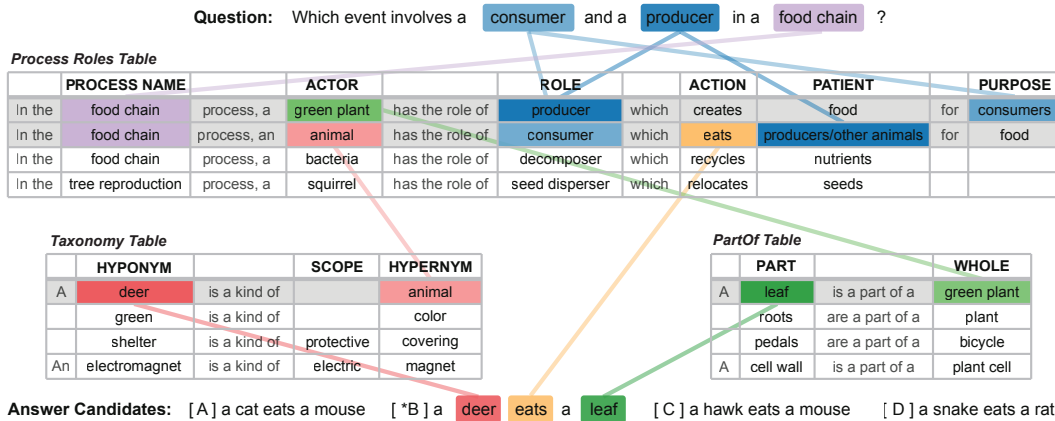 Question: Which event involves a consumer and a producer in a food chain ?
Process Roles Table
PROCESS NAME ACTOR ROLE ACTION PATIENT PURPOSE
In the food chain process, a green plant has the role of producer which creates food for consumers
In the food chain process, an animal has the role of consumer which eats producers/other animals for food
In the food chain process, a bacteria has the role of decomposer which recycles nutrients
In the tree reproduction process, a squirrel has the role of seed disperser which relocates seeds
Taxonomy Table
HYPONYM SCOPE HYPERNYM
A deer is a kind of animal
green is a kind of color
shelter is a kind of protective covering
An electromagnet is a kind of electric magnet
PartOf Table
PART WHOLE
A leaf is a part of a green plant
roots are a part of a plant
pedals are a part of a bicycle
A cell wall is a part of a plant cell
Answer Candidates: [ A ] a cat eats a mouse [ *B ] a deer eats a leaf [ C ] a hawk eats a mouse [ D ] a snake eats a rat